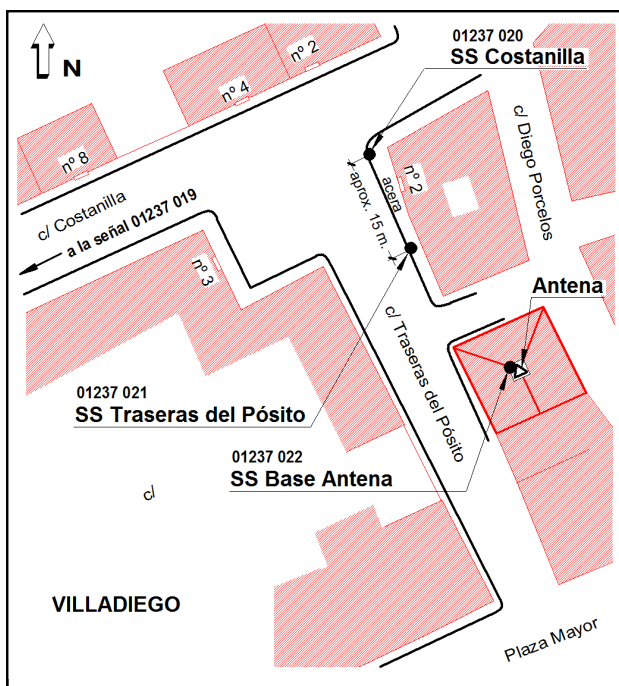 01237 020
SS Costanilla
N
nº 2
nº 4
nº 8
c/ Costanilla
a la señal 01237 019
nº 3
acera
aprox. 15 m.
nº 2
c/ Diego Porcelos
Antena
c/ Traseras del Pósito
01237 021
SS Traseras del Pósito
01237 022
SS Base Antena
c/
VILLADIEGO
Plaza Mayor